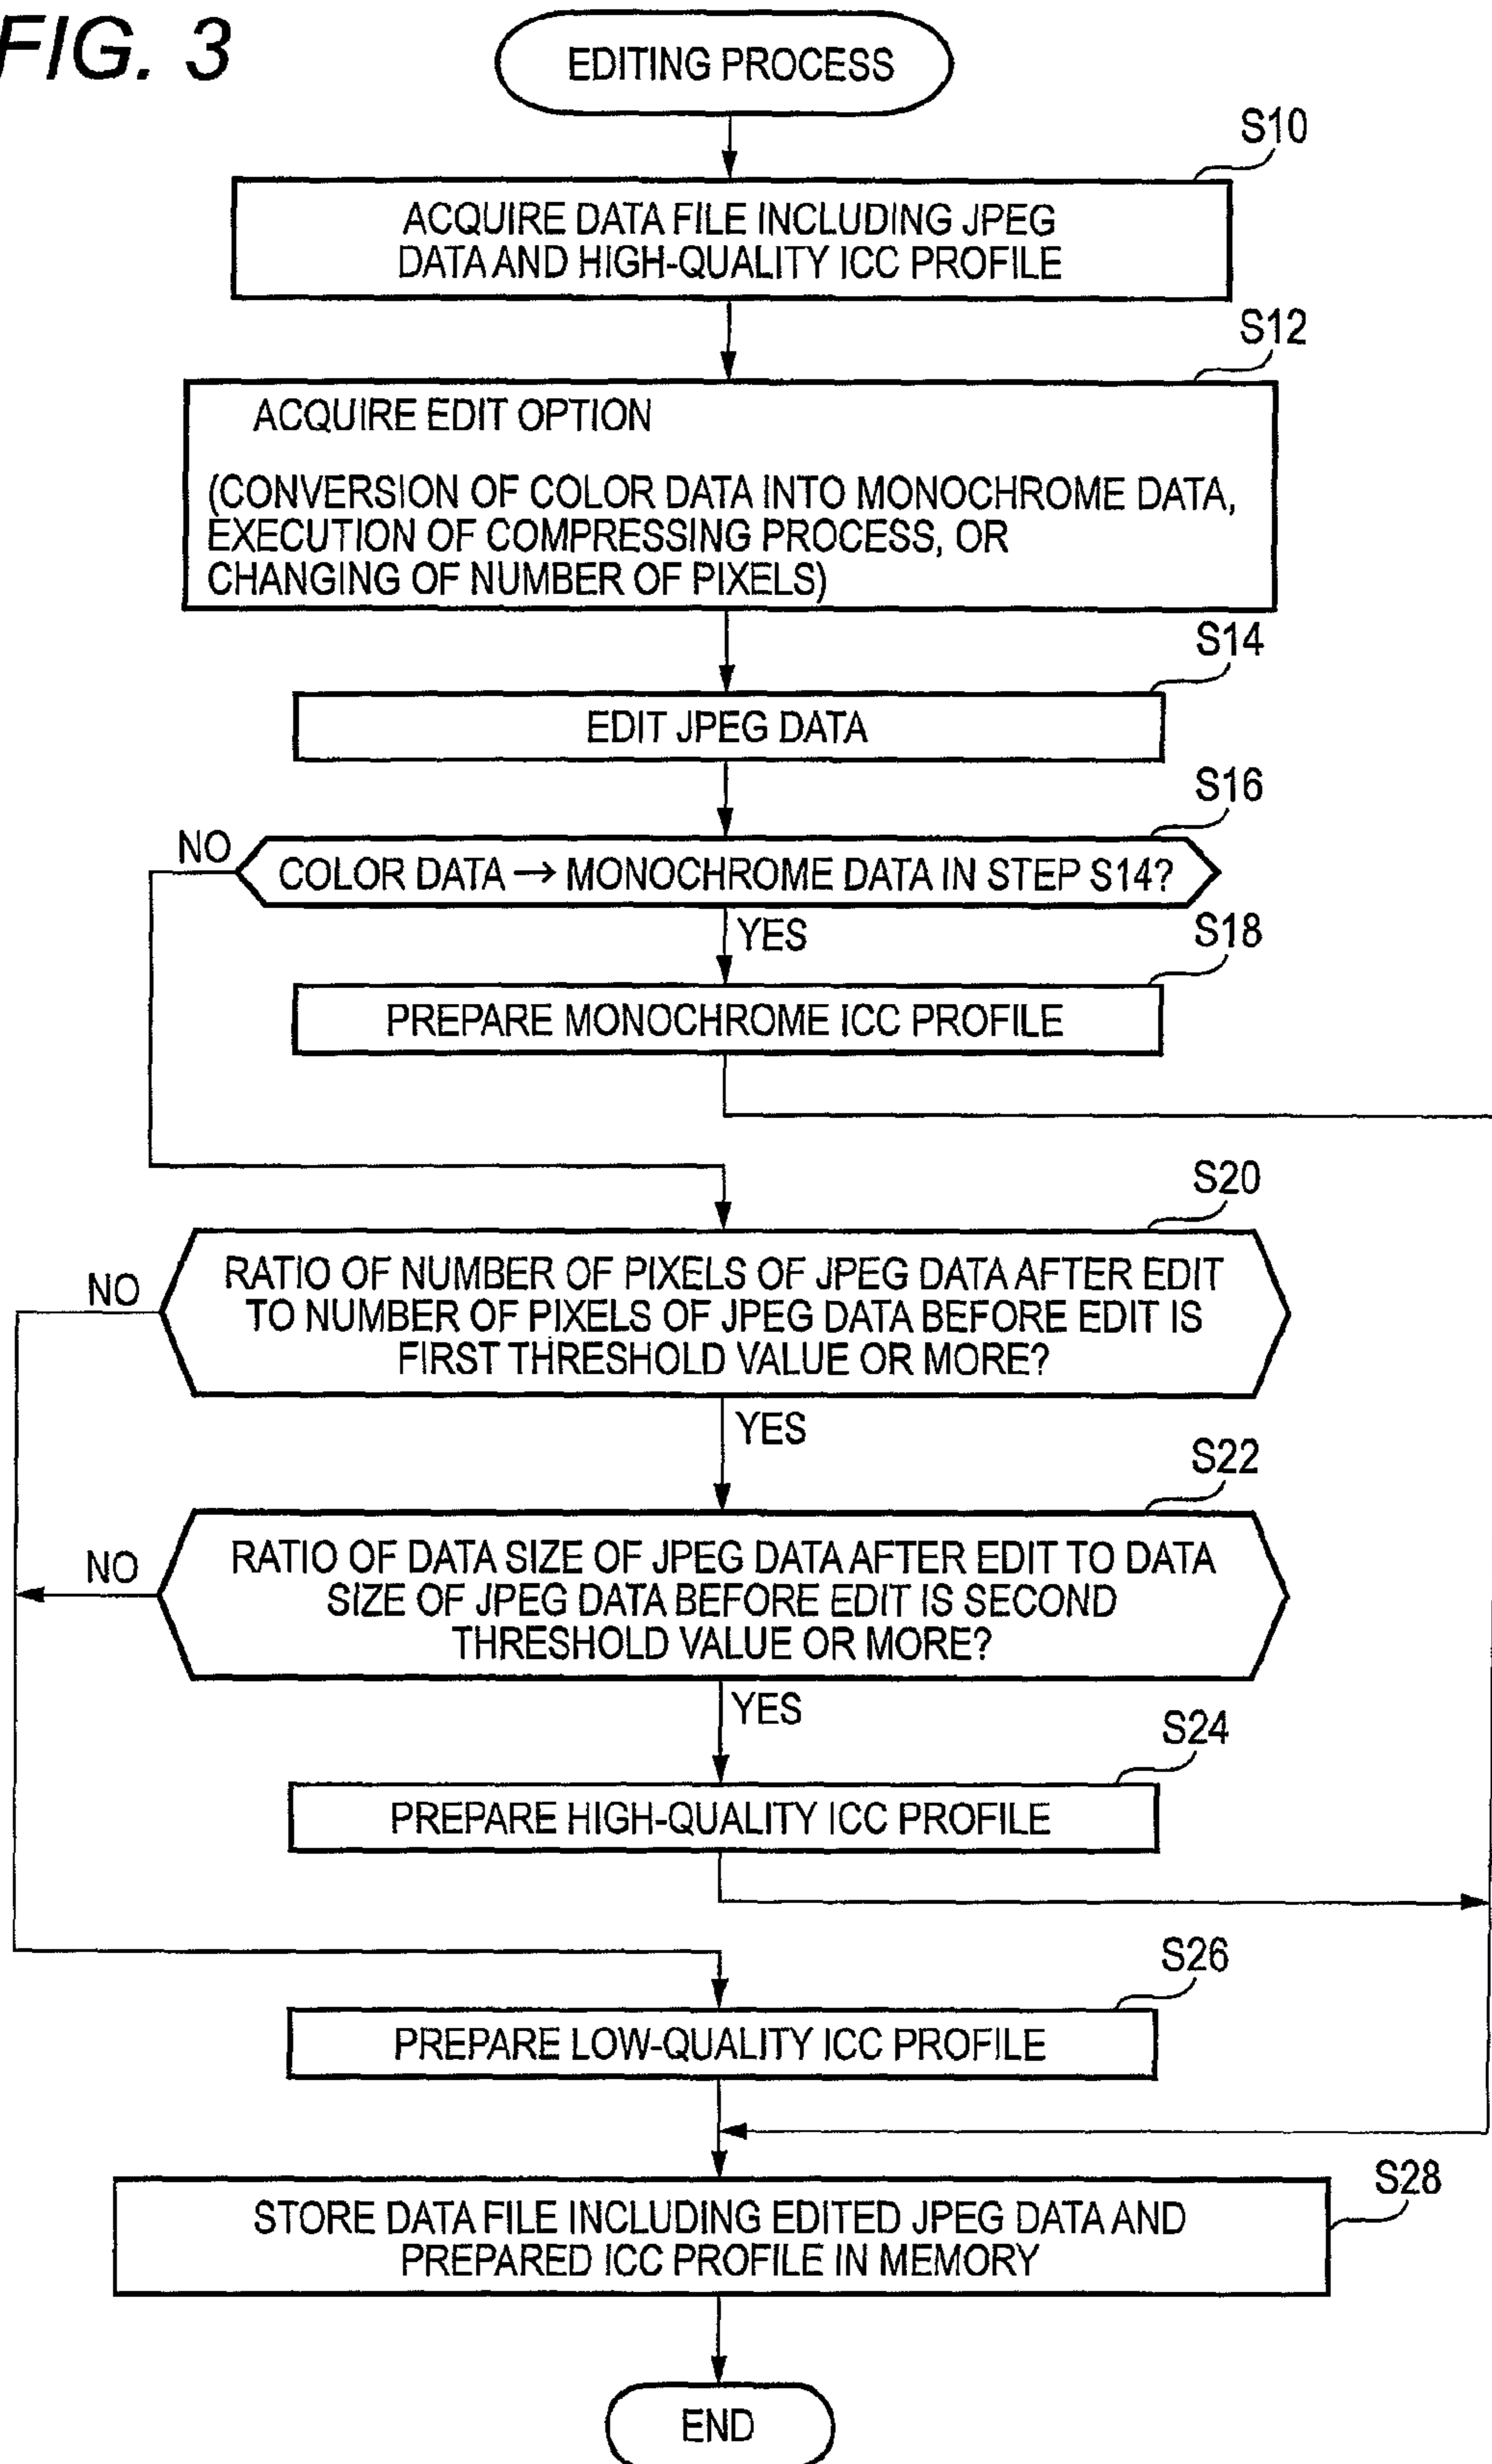 FIG. 3
EDITING PROCESS
S10
ACQUIRE DATA FILE INCLUDING JPEG
DATA AND HIGH-QUALITY ICC PROFILE
S12
ACQUIRE EDIT OPTION
(CONVERSION OF COLOR DATA INTO MONOCHROME DATA,
EXECUTION OF COMPRESSING PROCESS, OR
CHANGING OF NUMBER OF PIXELS)
S14
EDIT JPEG DATA
S16
NO
COLOR DATA → MONOCHROME DATA IN STEP S14?
YES
S18
PREPARE MONOCHROME ICC PROFILE
S20
NO
RATIO OF NUMBER OF PIXELS OF JPEG DATA AFTER EDIT
TO NUMBER OF PIXELS OF JPEG DATA BEFORE EDIT IS
FIRST THRESHOLD VALUE OR MORE?
YES
S22
NO
RATIO OF DATA SIZE OF JPEG DATA AFTER EDIT TO DATA
SIZE OF JPEG DATA BEFORE EDIT IS SECOND
THRESHOLD VALUE OR MORE?
YES
S24
PREPARE HIGH-QUALITY ICC PROFILE
S26
PREPARE LOW-QUALITY ICC PROFILE
S28
STORE DATA FILE INCLUDING EDITED JPEG DATA AND
PREPARED ICC PROFILE IN MEMORY
END